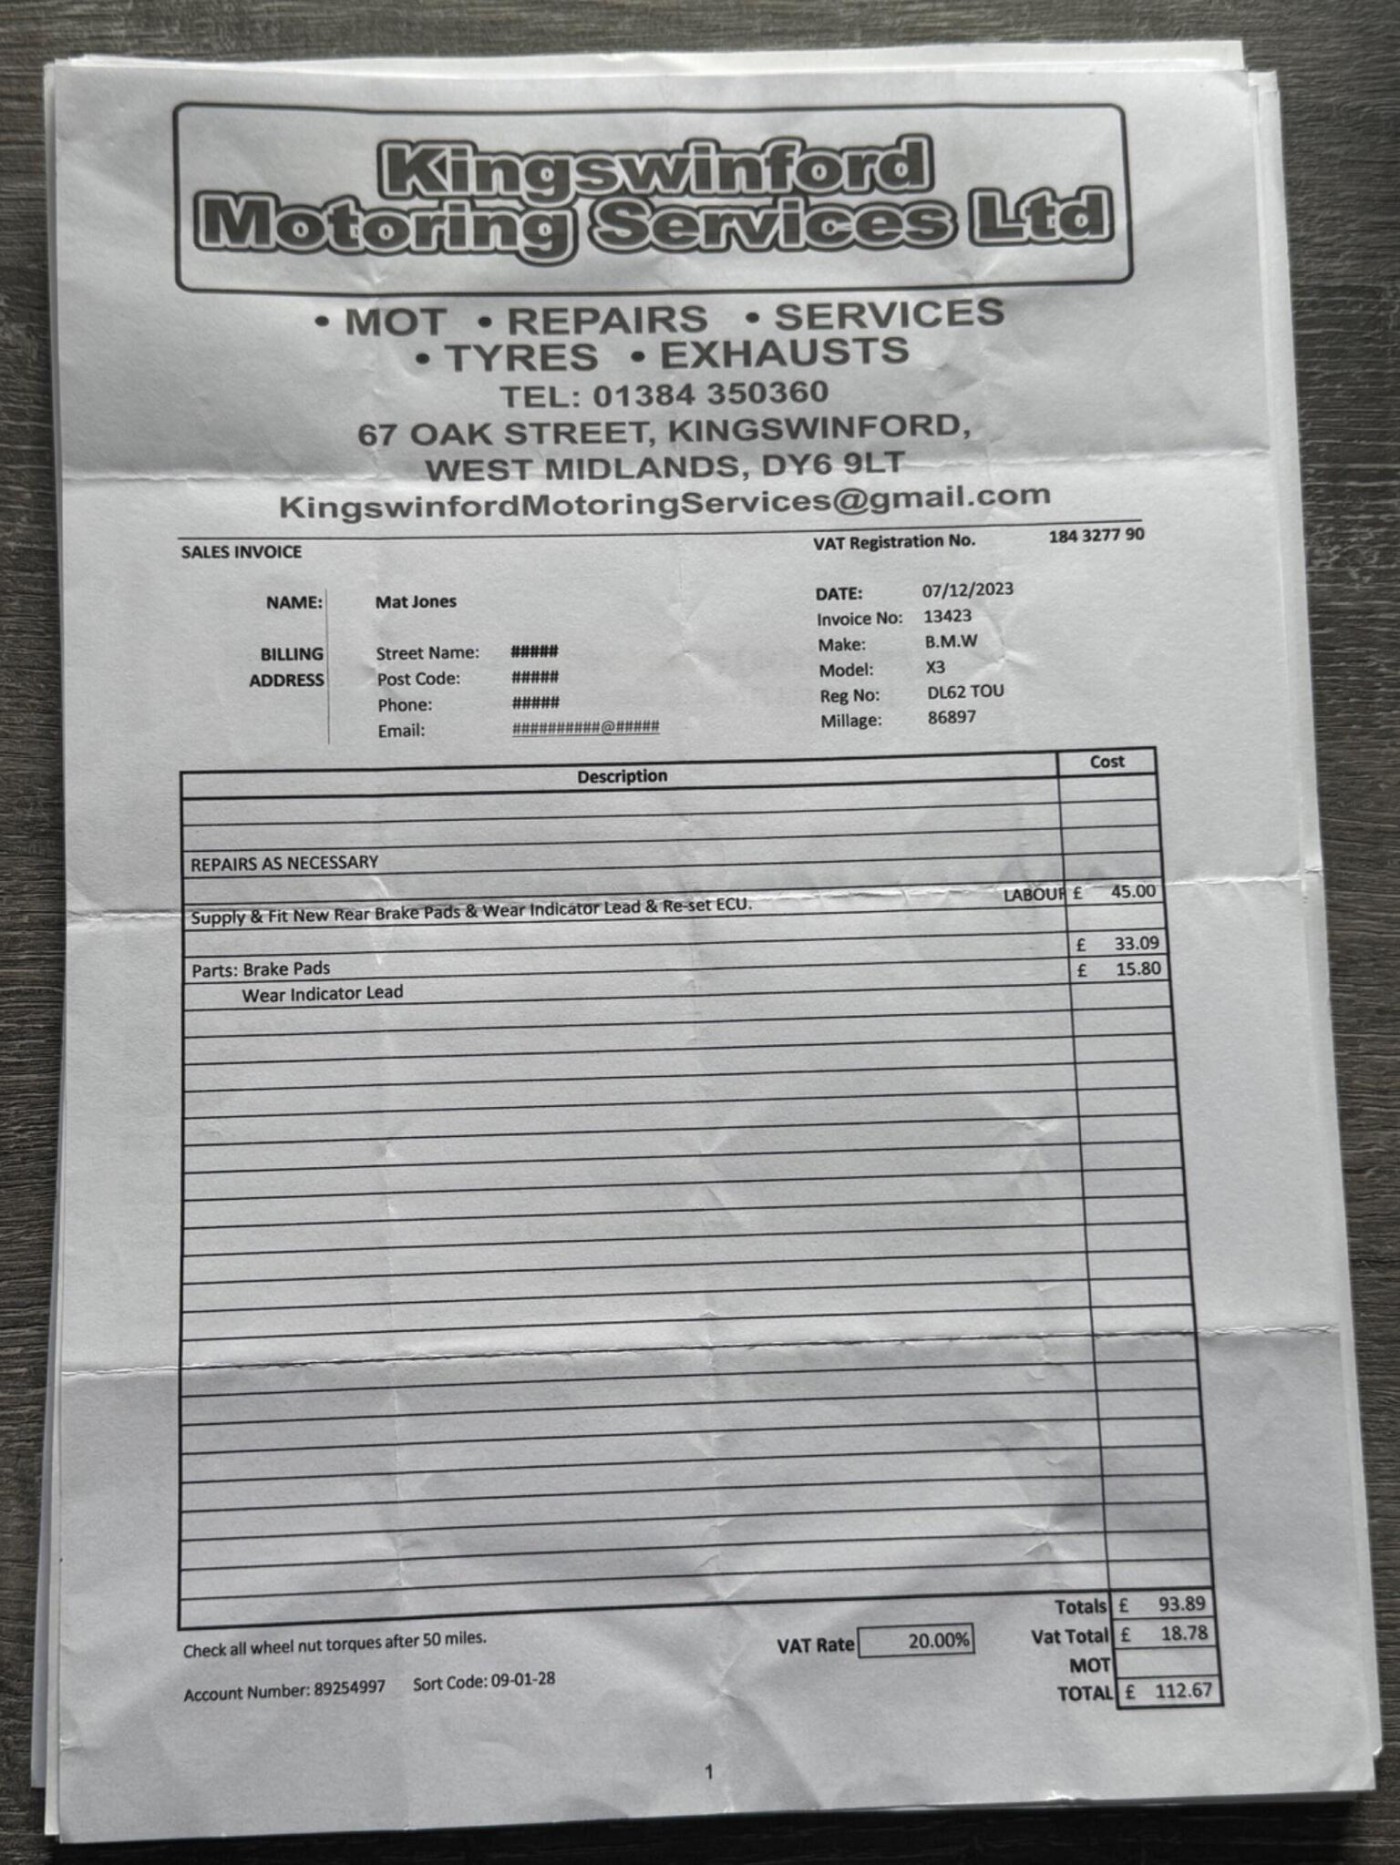 Kingswinford
Motoring Services Ltd
• MOT • REPAIRS • SERVICES
• TYRES • EXHAUSTS
TEL: 01384 350360
67 OAK STREET, KINGSWINFORD,
WEST MIDLANDS, DY6 9LT
KingswinfordMotoringServices@gmail.com
SALES INVOICE VAT Registration No. 184 3277 90
NAME: Mat Jones DATE: 07/12/2023
Invoice No: 13423
BILLING Street Name: ##### Make: B.M.W
ADDRESS Post Code: ##### Model: X3
Phone: ##### Reg No: DL62 TOU
Email: ##########@##### Millage: 86897
Description Cost
REPAIRS AS NECESSARY
Supply & Fit New Rear Brake Pads & Wear Indicator Lead & Re-set ECU. LABOUR £ 45.00
Parts: Brake Pads £ 33.09
Wear Indicator Lead £ 15.80
Totals £ 93.89
Check all wheel nut torques after 50 miles. VAT Rate 20.00% Vat Total £ 18.78
MOT
Account Number: 89254997 Sort Code: 09-01-28 TOTAL £ 112.67
1